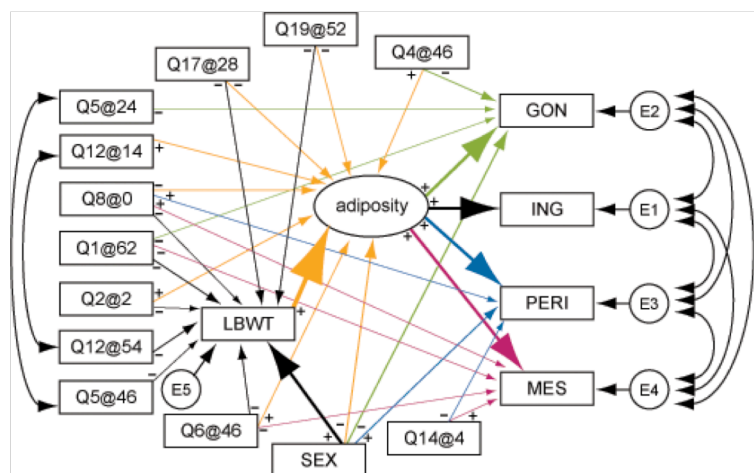 Q19@52
Q17@28
Q4@46
Q5@24
GON
E2
Q12@14
Q8@0
adiposity
ING
E1
Q1@62
Q2@2
LBWT
PERI
E3
Q12@54
Q5@46
E5
MES
E4
Q6@46
Q14@4
SEX